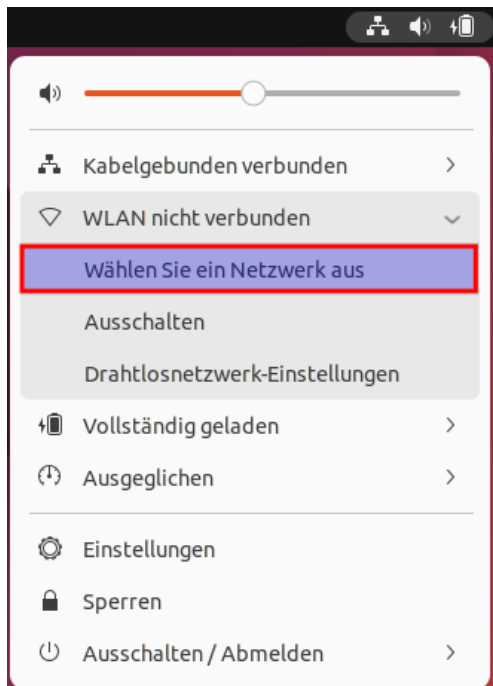 Kabelgebunden verbunden
WLAN nicht verbunden
Wählen Sie ein Netzwerk aus
Ausschalten
Drahtlosnetzwerk-Einstellungen
Vollständig geladen
Ausgeglichen
Einstellungen
Sperren
Ausschalten / Abmelden